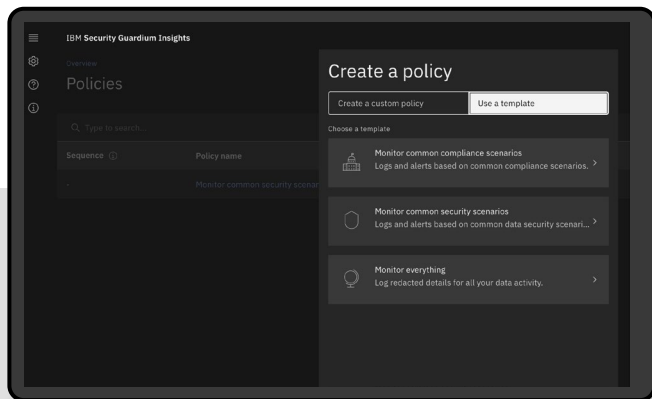 IBM Security Guardium Insights
Overview
Policies
Type to search...
Sequence
Policy name
-
Monitor common security scenar
Create a policy
Create a custom policy
Use a template
Choose a template
Monitor common compliance scenarios
Logs and alerts based on common compliance scenarios.
Monitor common security scenarios
Logs and alerts based on common data security scenari...
Monitor everything
Log redacted details for all your data activity.